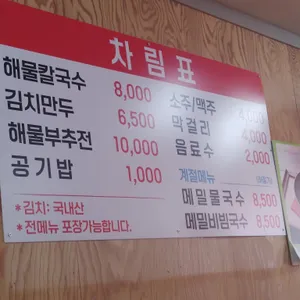 차림표
해물칼국수 8,000
김치만두 6,500
해물부추전 10,000
공기밥 1,000
*김치: 국내산
*전메뉴 포장가능합니다.
소주/맥주
막걸리 4,000
음료수 2,000
계절메뉴
메밀물국수 8,500
메밀비빔국수 8,500